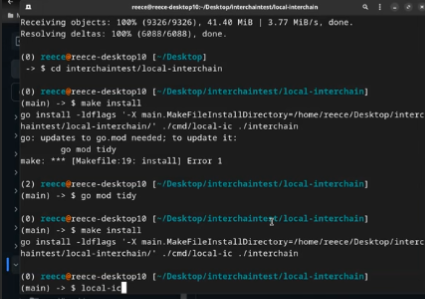 reece@reece-desktop10:~/Desktop/interchaintest/local-interchain
Receiving objects: 100% (9326/9326), 41.40 MiB | 3.77 MiB/s, done.
Resolving deltas: 100% (6088/6088), done.
(0) reece@reece-desktop10 [~/Desktop]
-> $ cd interchaintest/local-interchain
(0) reece@reece-desktop10 [~/Desktop/interchaintest/local-interchain]
(main) -> $ make install
go install -ldflags '-X main.MakeFileInstallDirectory=/home/reece/Desktop/interc
haintest/local-interchain/' ./cmd/local-ic ./interchain
go: updates to go.mod needed; to update it:
go mod tidy
make: *** [Makefile:19: install] Error 1
(2) reece@reece-desktop10 [~/Desktop/interchaintest/local-interchain]
(main) -> $ go mod tidy
(0) reece@reece-desktop10 [~/Desktop/interchaintest/local-interchain]
(main) -> $ make install
go install -ldflags '-X main.MakeFileInstallDirectory=/home/reece/Desktop/interc
haintest/local-interchain/' ./cmd/local-ic ./interchain
(0) reece@reece-desktop10 [~/Desktop/interchaintest/local-interchain]
(main) -> $ local-ic